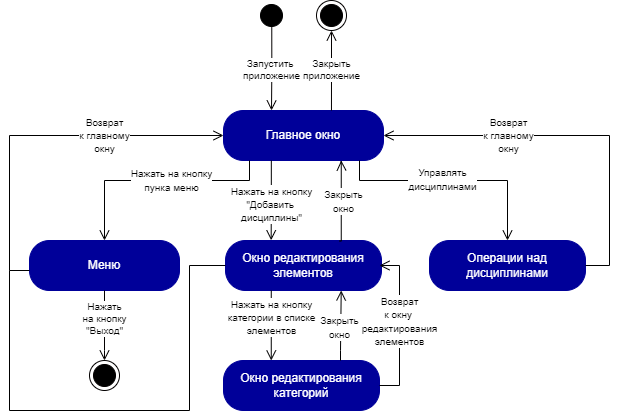 Запустить
приложение
Закрыть
приложение
Возврат
к главному
окну
Главное окно
Возврат
к главному
окну
Нажать на кнопку
пунка меню
Нажать на кнопку
"Добавить
дисциплины"
Закрыть
окно
Управлять
дисциплинами
Меню
Окно редактирования
элементов
Операции над
дисциплинами
Нажать
на кнопку
"Выход"
Нажать на кнопку
категории в списке
элементов
Закрыть
окно
Возврат
к окну
редактирования
элементов
Окно редактирования
категорий